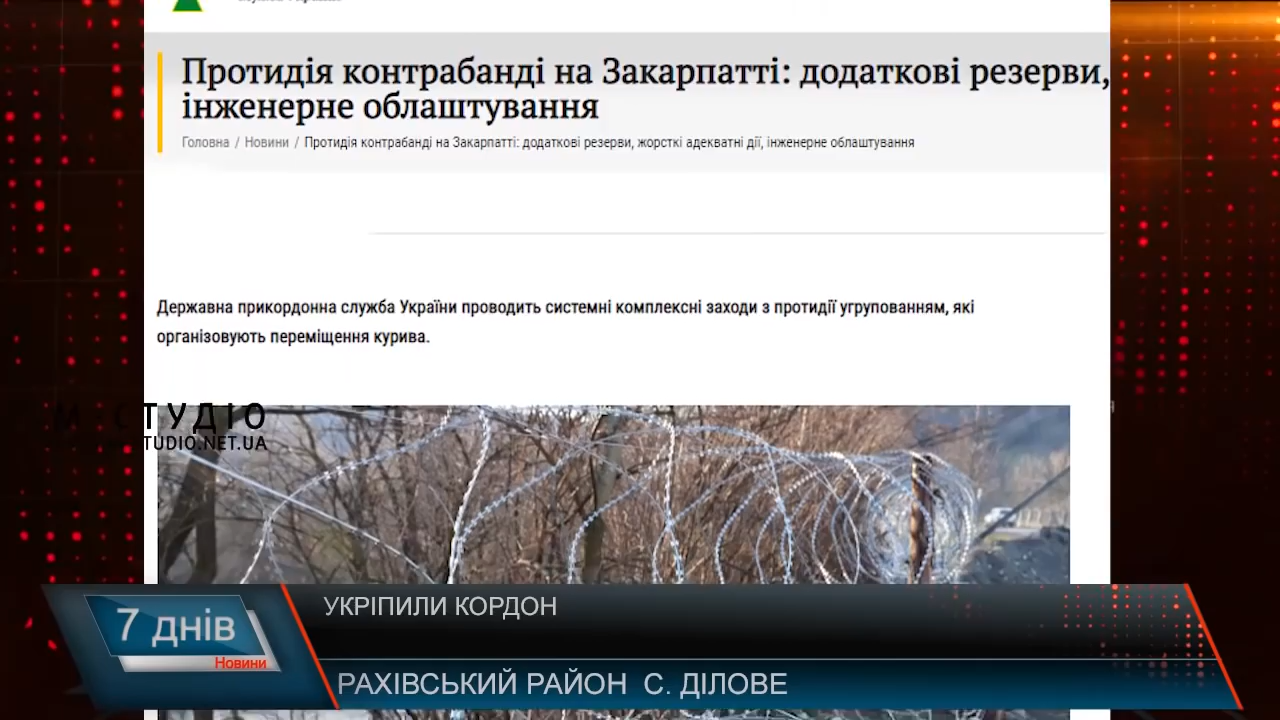 Протидія контрабанді на Закарпатті: додаткові резерви,
інженерне облаштування
Головна / Новини / Протидія контрабанді на Закарпатті: додаткові резерви, жорсткі адекватні дії, інженерне облаштування
Державна прикордонна служба України проводить системні комплексні заходи з протидії угрупованням, які
організовують переміщення курива.
М-СТУДІО
STUDIO.NET.UA
УКРІПИЛИ КОРДОН
7 днів
Новини
РАХІВСЬКИЙ РАЙОН С. ДІЛОВЕ